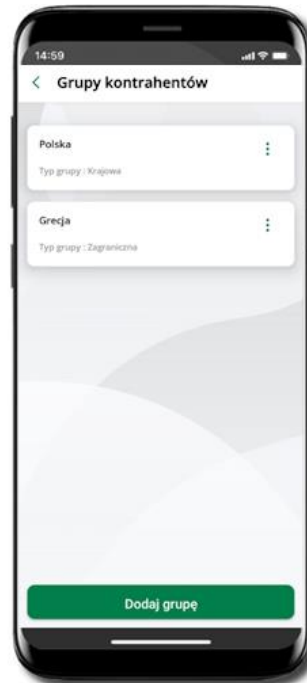 14:59
Grupy kontrahentów
Polska
Typ grupy : Krajowa
Grecja
Typ grupy : Zagraniczna
Dodaj grupę